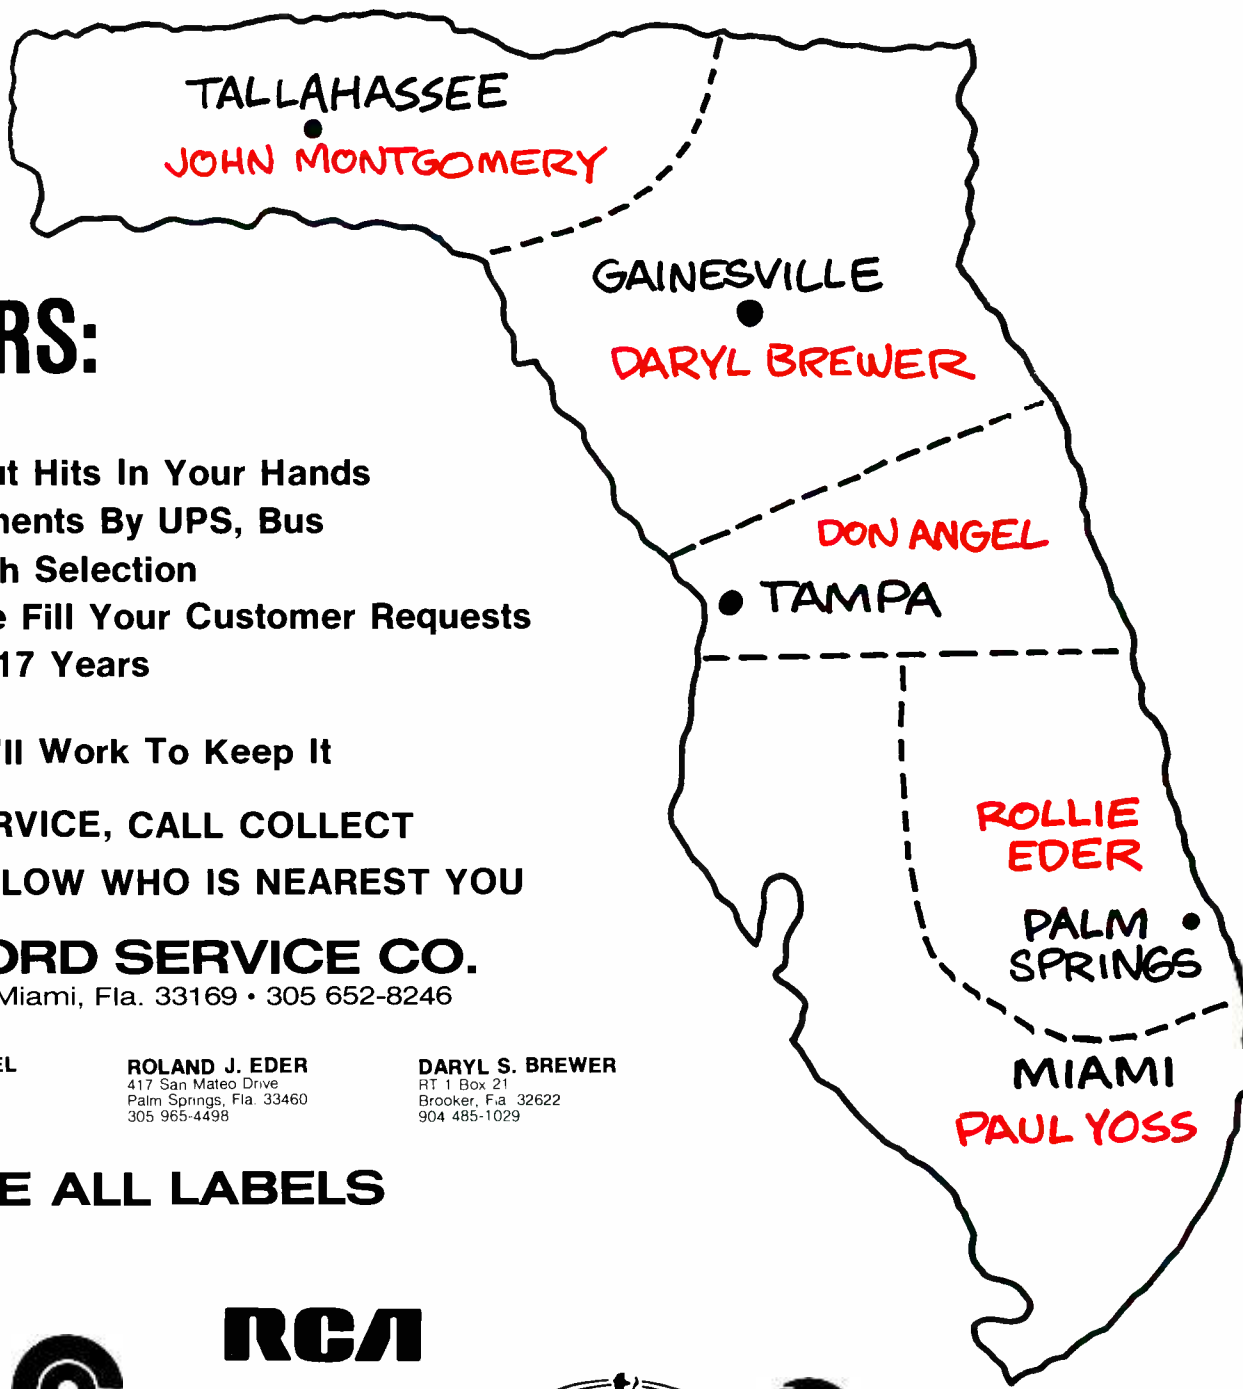 TALLAHASSEE
JOHN MONTGOMERY
GAINESVILLE
DARYL BREWER
DON ANGEL
TAMPA
ROLLIE
EDER
PALM
SPRINGS
MIAMI
PAUL YOSS
RS:
ut Hits In Your Hands
nents By UPS, Bus
h Selection
e Fill Your Customer Requests
17 Years
'll Work To Keep It
RVICE, CALL COLLECT
LOW WHO IS NEAREST YOU
ORD SERVICE CO.
Miami, Fla. 33169 • 305 652-8246
EL
ROLAND J. EDER
417 San Mateo Drive
Palm Springs, Fla. 33460
305 965-4498
DARYL S. BREWER
RT 1 Box 21
Brooker, Fla 32622
904 485-1029
E ALL LABELS
RCA